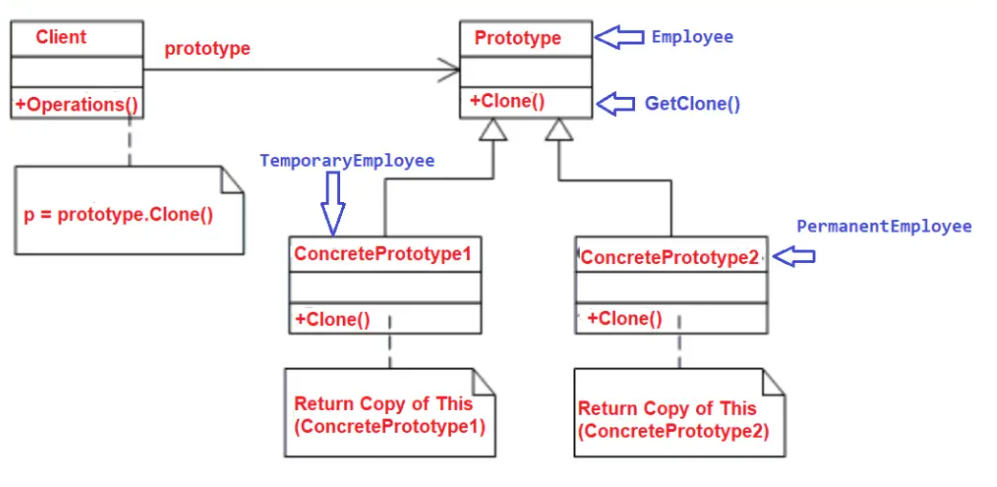 Client
prototype
+Operations()
p = prototype.Clone()
Prototype
Employee
+Clone()
GetClone()
TemporaryEmployee
ConcretePrototype1
+Clone()
Return Copy of This
(ConcretePrototype1)
PermanentEmployee
ConcretePrototype2
+Clone()
Return Copy of This
(ConcretePrototype2)